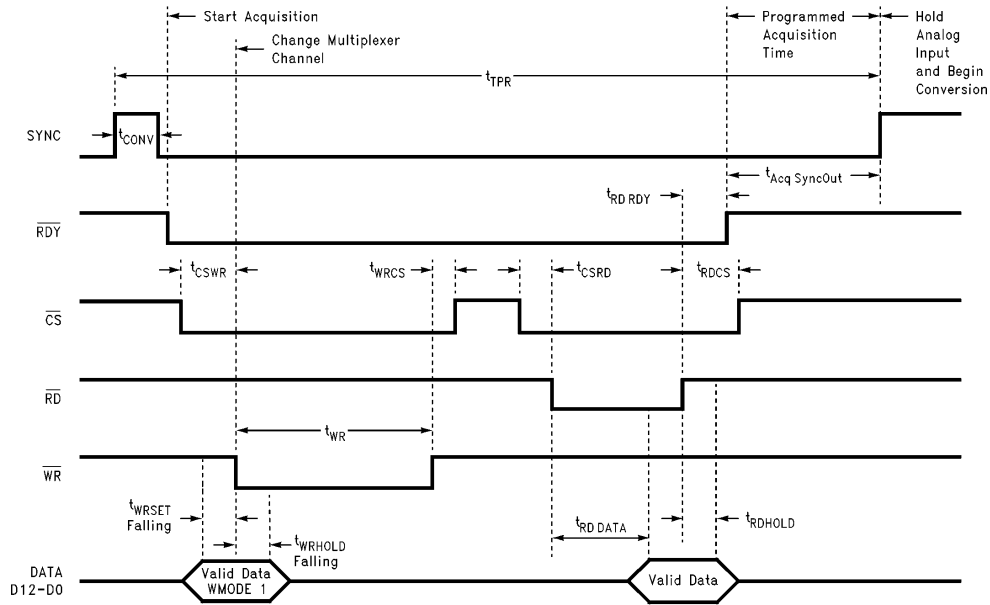 Start Acquisition
Change Multiplexer
Channel
Programmed
Acquisition
Time
Hold
Analog
Input
and Begin
Conversion
tTPR
SYNC
tCONV
tAcq SyncOut
tRD RDY
RDY
tCSWR
tWRCS
tCSRD
tRDCS
CS
RD
tWR
WR
tWRSET
Falling
tWRHOLD
Falling
tRD DATA
tRDHOLD
DATA
D12-D0
Valid Data
WMODE 1
Valid Data